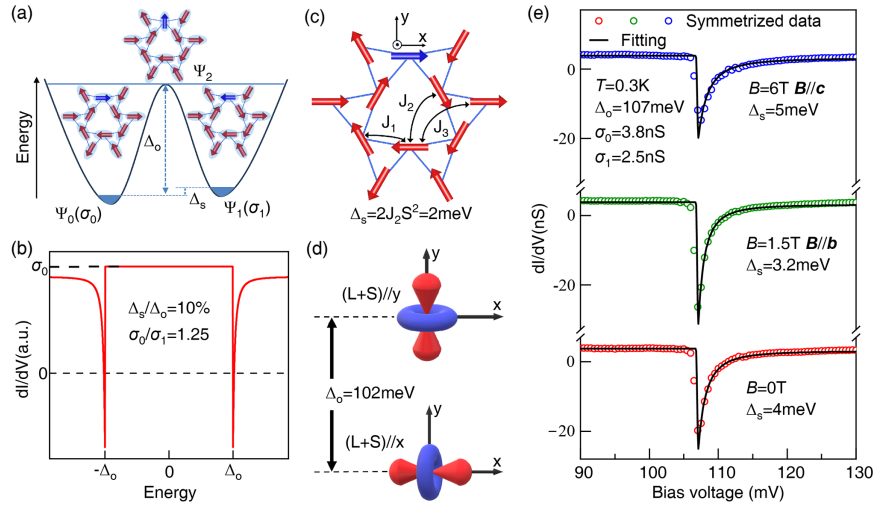 (a)
Ψ₂
Energy
Δₒ
Δₛ
Ψ₀(σ₀)
Ψ₁(σ₁)
(b)
σ₀
Δₛ/Δₒ=10%
σ₀/σ₁=1.25
0
dI/dV(a.u.)
-Δₒ
0
Δₒ
Energy
(c)
y
x
J₁
J₂
J₃
Δₛ=2J₂S²=2meV
(d)
y
(L+S)//y
x
Δₒ=102meV
y
(L+S)//x
x
(e)
Symmetrized data
Fitting
0
T=0.3K
Δₒ=107meV
σ₀=3.8nS
σ₁=2.5nS
B=6T B//c
Δₛ=5meV
-20
0
B=1.5T B//b
Δₛ=3.2meV
-20
dI/dV(nS)
0
B=0T
Δₛ=4meV
-20
90
100
110
120
130
Bias voltage (mV)